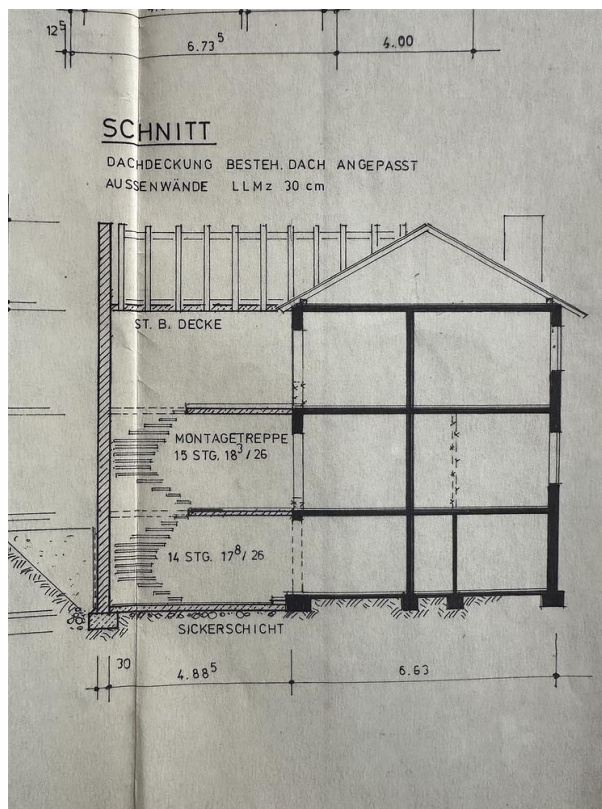 12⁵
6.73⁵
4.00
SCHNITT
DACHDECKUNG BESTEH. DACH ANGEPASST
AUSSENWÄNDE LLMz 30 cm
ST. B. DECKE
MONTAGETREPPE
15 STG. 18³/26
14 STG. 17⁸/26
SICKERSCHICHT
30
4.88⁵
6.63